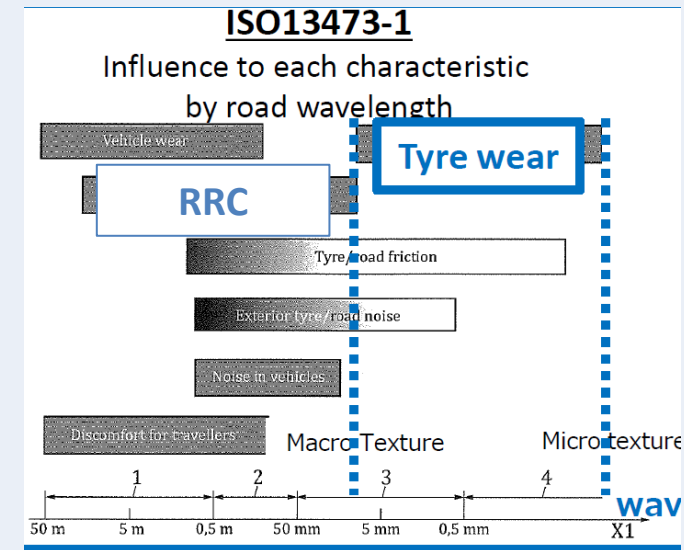 ISO13473-1
Influence to each characteristic
by road wavelength
Vehicle wear
Tyre wear
RRC
Tyre/road friction
Exterior tyre/road noise
Noise in vehicles
Discomfort for travellers
Macro Texture
Micro texture
1 2 3 4
wav
50 m 5 m 0,5 m 50 mm 5 mm 0,5 mm X1